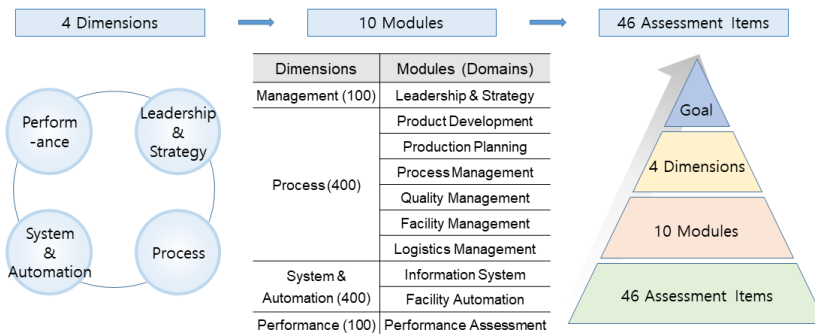 4 Dimensions
10 Modules
46 Assessment Items
Perform
-ance
Leadership
&
Strategy
System
&
Automation
Process
Dimensions Modules (Domains)
Management (100) Leadership & Strategy
Process (400)
Product Development
Production Planning
Process Management
Quality Management
Facility Management
Logistics Management
System &
Automation (400)
Information System
Facility Automation
Performance (100) Performance Assessment
Goal
4 Dimensions
10 Modules
46 Assessment Items